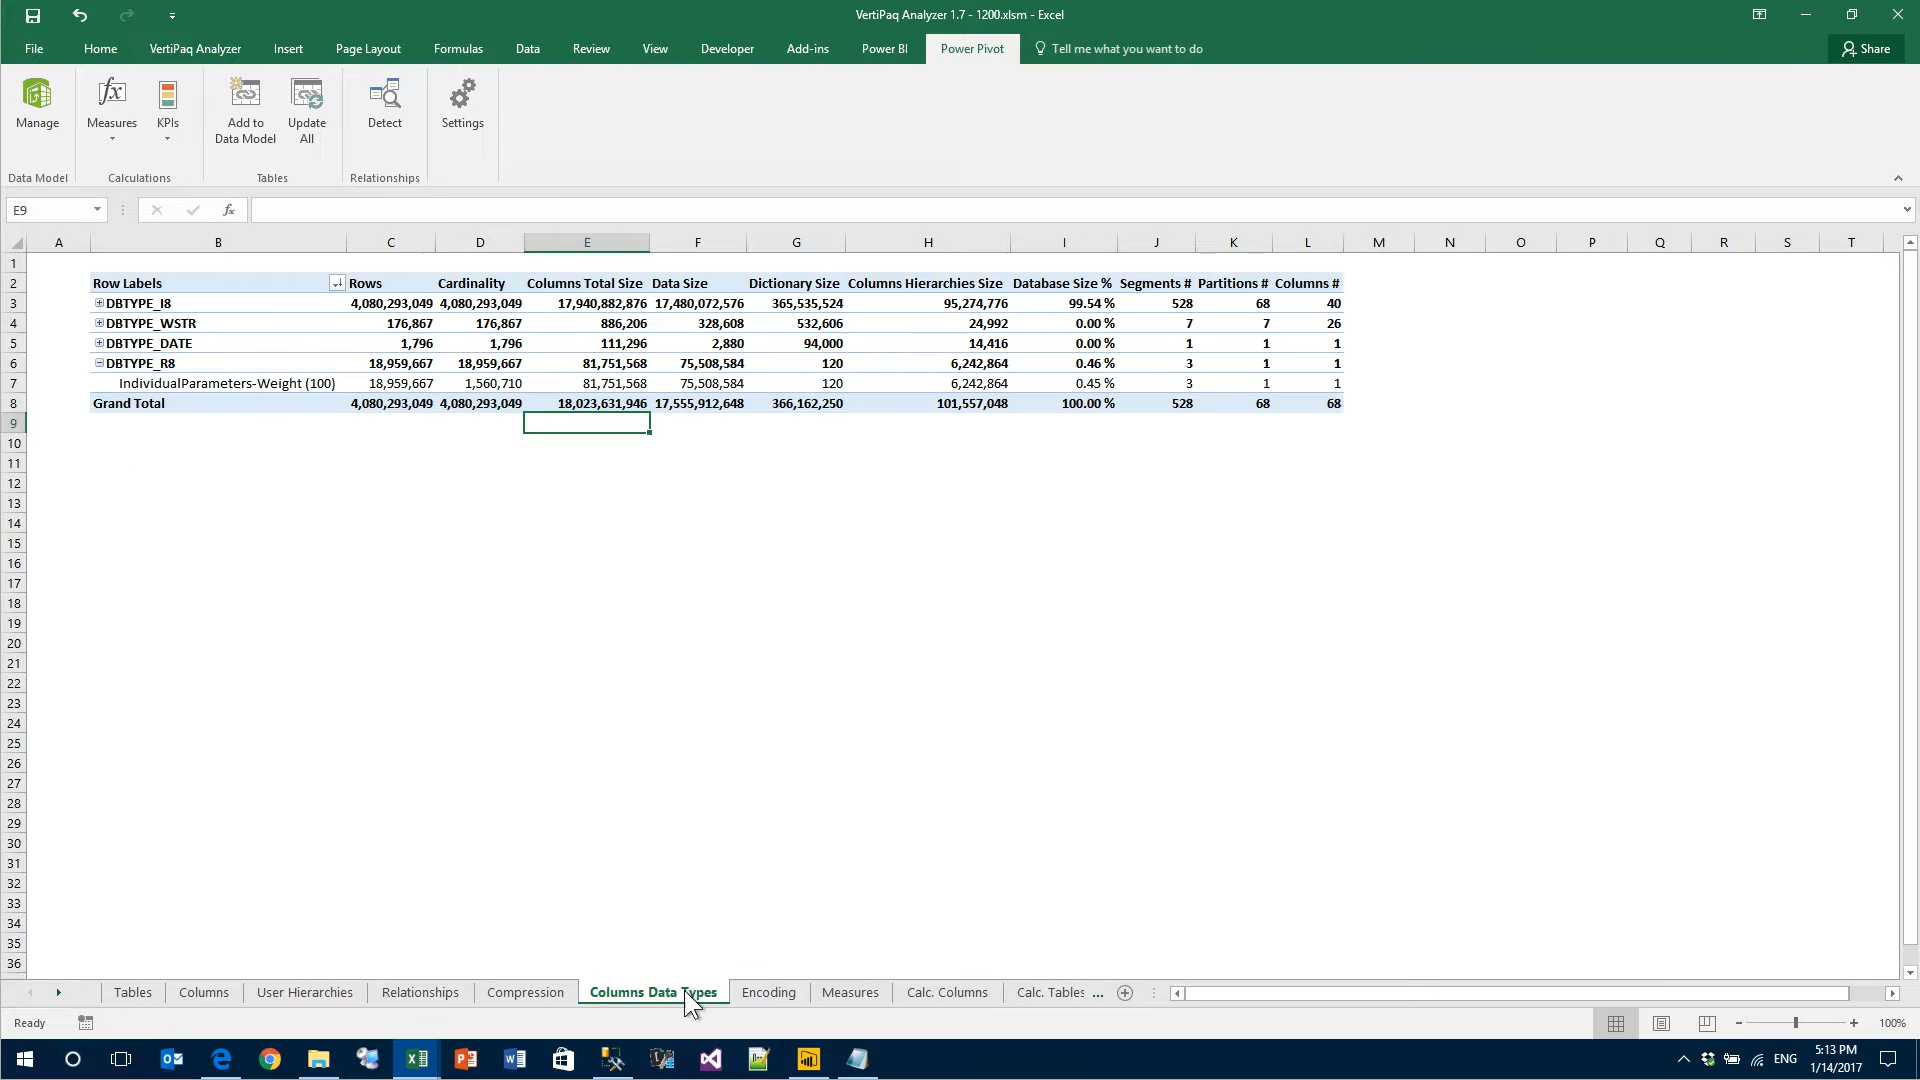 VertiPaq Analyzer 1.7 - 1200.xlsm - Excel
File Home VertiPaq Analyzer Insert Page Layout Formulas Data Review View Developer Add-ins Power BI Power Pivot Tell me what you want to do Share
Manage Measures KPIs Add to Data Model Update All Detect Settings
Data Model Calculations Tables Relationships
E9 fx
A B C D E F G H I J K L M N O P Q R S T
1
2 Row Labels Rows Cardinality Columns Total Size Data Size Dictionary Size Columns Hierarchies Size Database Size % Segments # Partitions # Columns #
3 DBTYPE_I8 4,080,293,049 4,080,293,049 17,940,882,876 17,480,072,576 365,535,524 95,274,776 99.54 % 528 68 40
4 DBTYPE_WSTR 176,867 176,867 886,206 328,608 532,606 24,992 0.00 % 7 7 26
5 DBTYPE_DATE 1,796 1,796 111,296 2,880 94,000 14,416 0.00 % 1 1 1
6 DBTYPE_R8 18,959,667 18,959,667 81,751,568 75,508,584 120 6,242,864 0.46 % 3 1 1
7 IndividualParameters-Weight (100) 18,959,667 1,560,710 81,751,568 75,508,584 120 6,242,864 0.45 % 3 1 1
8 Grand Total 4,080,293,049 4,080,293,049 18,023,631,946 17,555,912,648 366,162,250 101,557,048 100.00 % 528 68 68
9
10
11
12
13
14
15
16
17
18
19
20
21
22
23
24
25
26
27
28
29
30
31
32
33
34
35
36
Tables Columns User Hierarchies Relationships Compression Columns Data Types Encoding Measures Calc. Columns Calc. Tables ...
Ready 100%
ENG 5:13 PM
1/14/2017